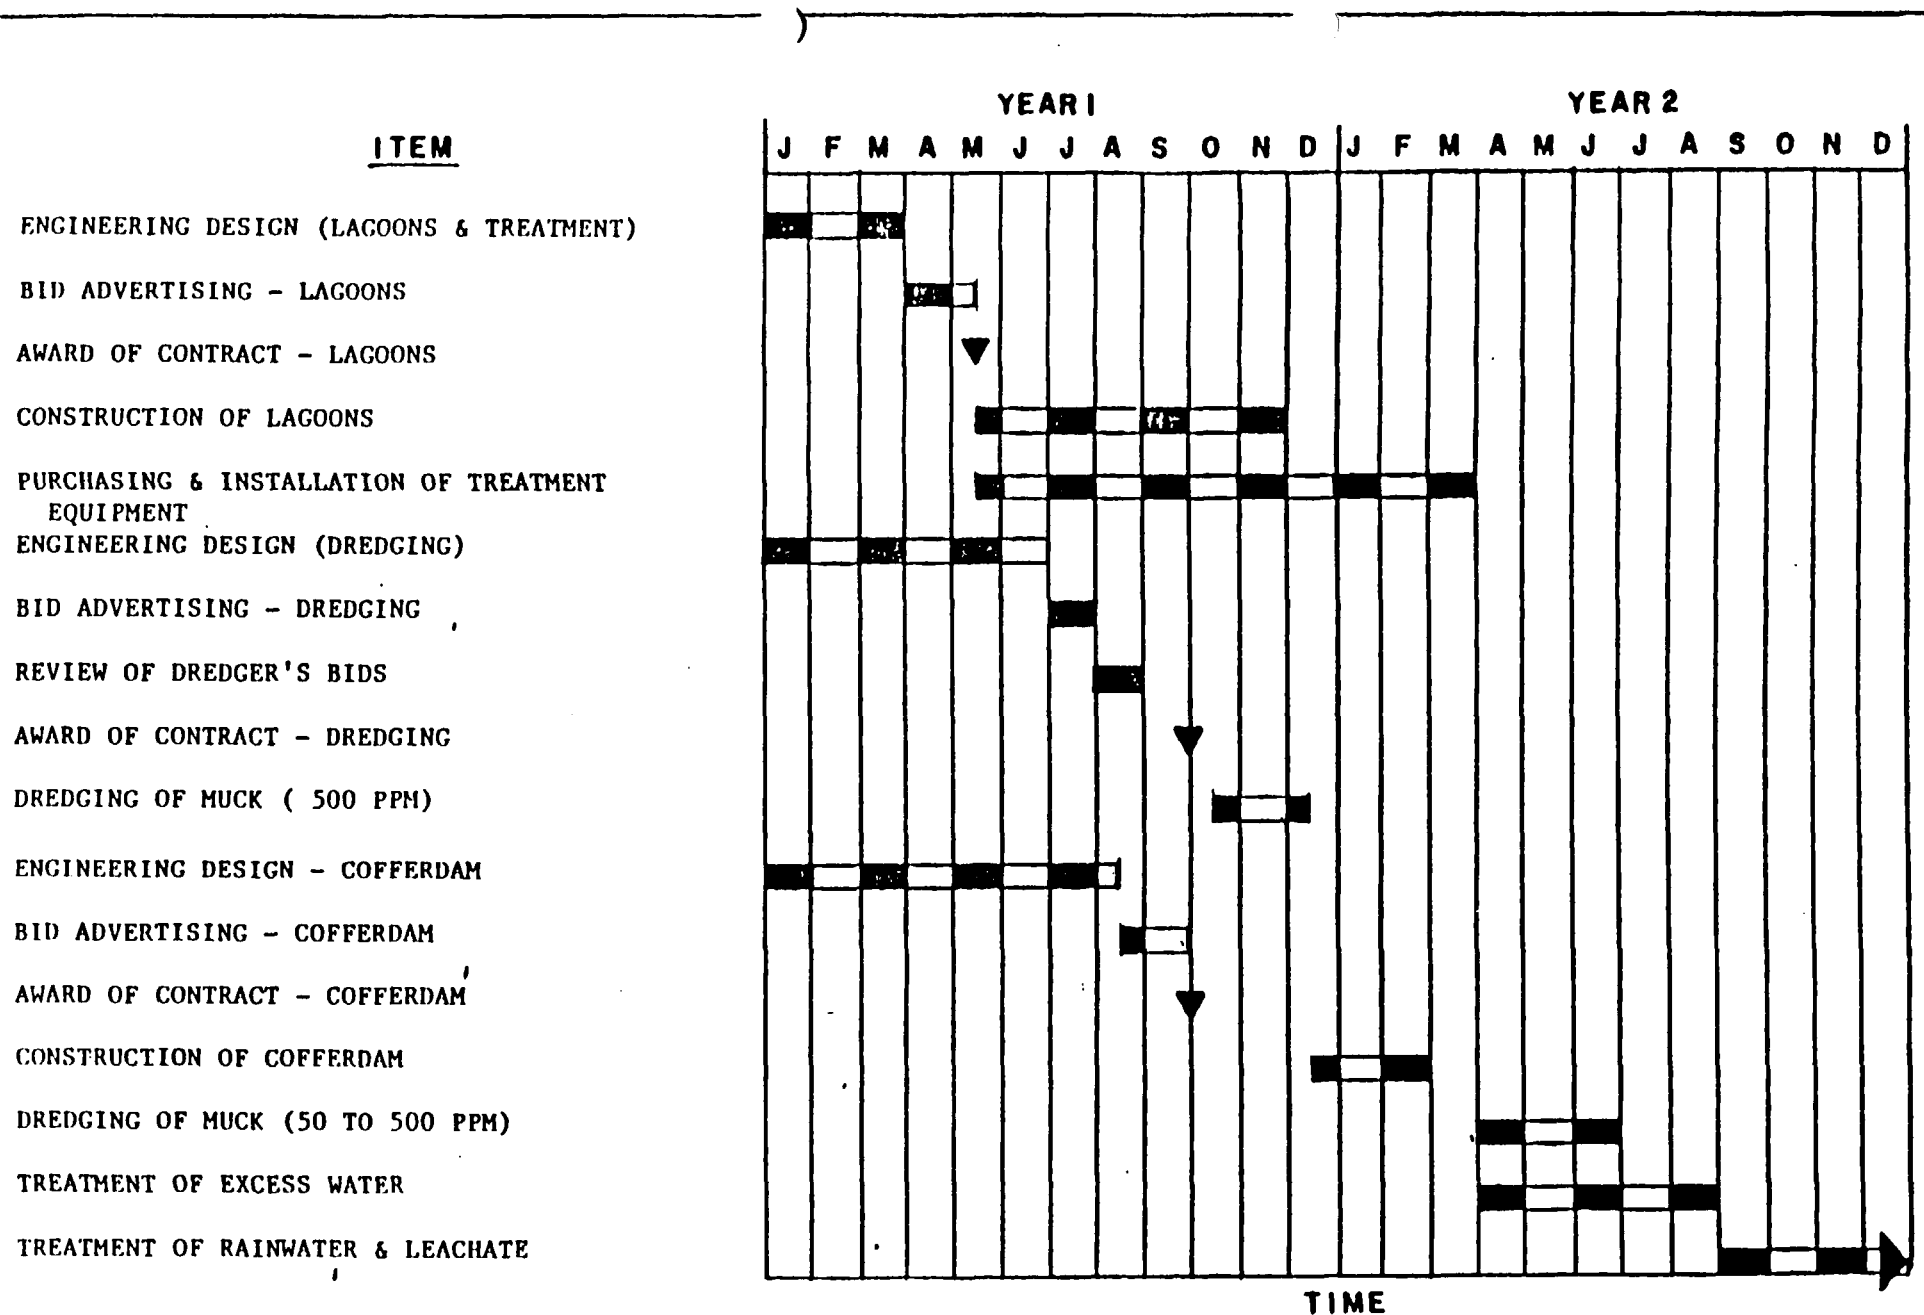 YEAR 1 YEAR 2
ITEM J F M A M J J A S O N D J F M A M J J A S O N D
ENGINEERING DESIGN (LAGOONS & TREATMENT)
BID ADVERTISING - LAGOONS
AWARD OF CONTRACT - LAGOONS
CONSTRUCTION OF LAGOONS
PURCHASING & INSTALLATION OF TREATMENT
EQUIPMENT
ENGINEERING DESIGN (DREDGING)
BID ADVERTISING - DREDGING
REVIEW OF DREDGER'S BIDS
AWARD OF CONTRACT - DREDGING
DREDGING OF MUCK ( 500 PPM)
ENGINEERING DESIGN - COFFERDAM
BID ADVERTISING - COFFERDAM
AWARD OF CONTRACT - COFFERDAM
CONSTRUCTION OF COFFERDAM
DREDGING OF MUCK (50 TO 500 PPM)
TREATMENT OF EXCESS WATER
TREATMENT OF RAINWATER & LEACHATE
TIME